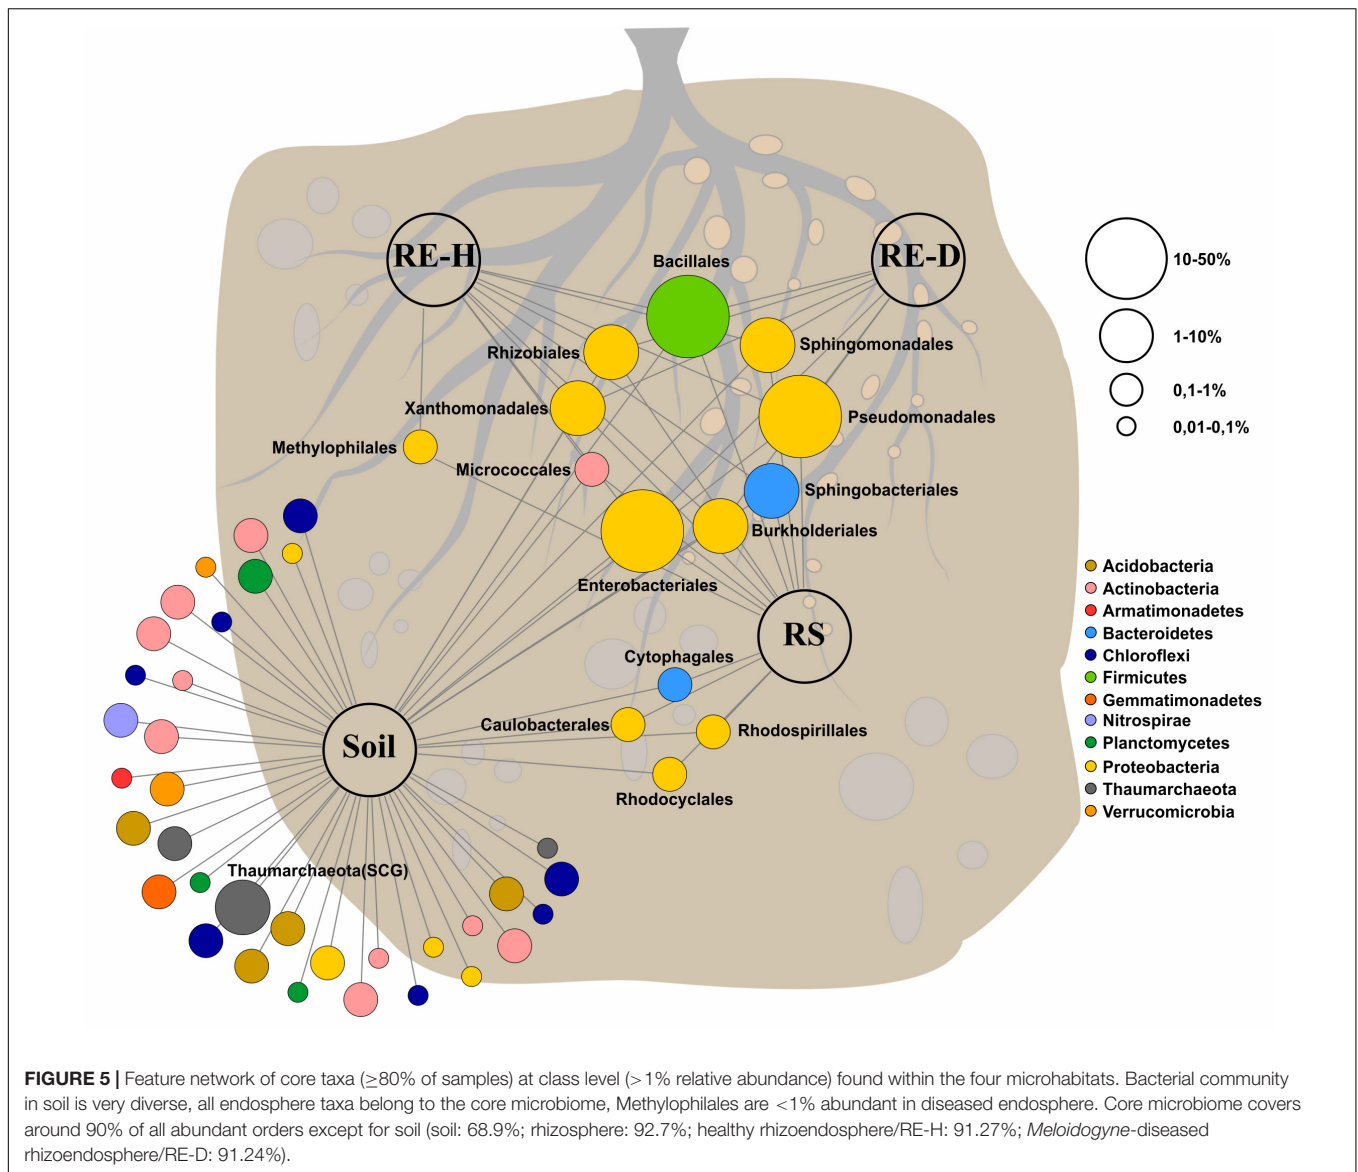 RE-H
RE-D
Bacillales
10-50%
Rhizobiales
Sphingomonadales
1-10%
Xanthomonadales
Pseudomonadales
0,1-1%
0,01-0,1%
Methylophilales
Micrococcales
Sphingobacteriales
Burkholderiales
Enterobacteriales
RS
Cytophagales
Caulobacterales
Rhodospirillales
Soil
Rhodocyclales
Thaumarchaeota(SCG)
Acidobacteria
Actinobacteria
Armatimonadetes
Bacteroidetes
Chloroflexi
Firmicutes
Gemmatimonadetes
Nitrospirae
Planctomycetes
Proteobacteria
Thaumarchaeota
Verrucomicrobia
FIGURE 5 | Feature network of core taxa (≥80% of samples) at class level (>1% relative abundance) found within the four microhabitats. Bacterial community
in soil is very diverse, all endosphere taxa belong to the core microbiome, Methylophilales are <1% abundant in diseased endosphere. Core microbiome covers
around 90% of all abundant orders except for soil (soil: 68.9%; rhizosphere: 92.7%; healthy rhizoendosphere/RE-H: 91.27%; Meloidogyne-diseased
rhizoendosphere/RE-D: 91.24%).